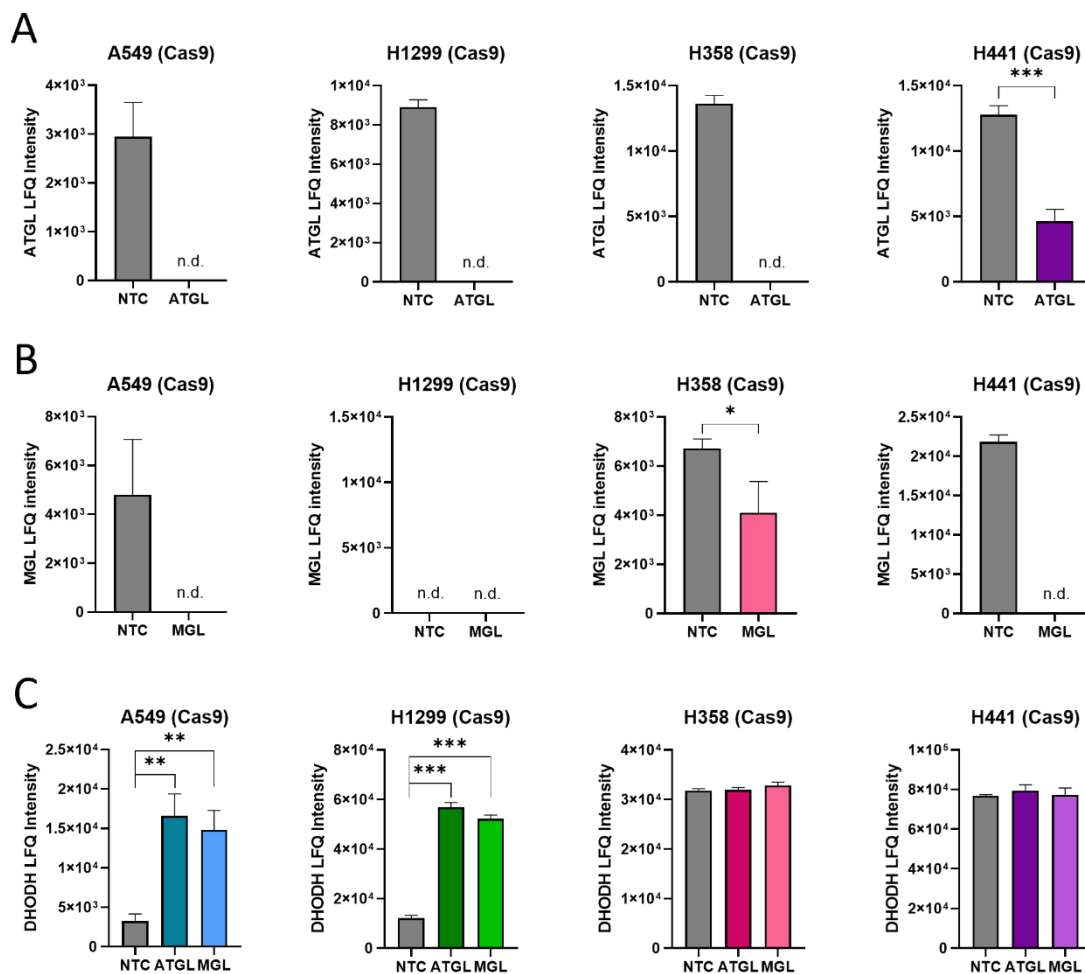 A
A549 (Cas9)
ATGL LFQ Intensity
4×10³
3×10³
2×10³
1×10³
0
n.d.
NTC ATGL
H1299 (Cas9)
ATGL LFQ Intensity
1×10⁴
8×10³
6×10³
4×10³
2×10³
0
n.d.
NTC ATGL
H358 (Cas9)
ATGL LFQ Intensity
1.5×10⁴
1×10⁴
5×10³
0
n.d.
NTC ATGL
H441 (Cas9)
ATGL LFQ Intensity
1.5×10⁴
1×10⁴
5×10³
0
***
NTC ATGL
B
A549 (Cas9)
MGL LFQ intensity
8×10³
6×10³
4×10³
2×10³
0
n.d.
NTC MGL
H1299 (Cas9)
MGL LFQ intensity
1.5×10⁴
1×10⁴
5×10³
0
n.d. n.d.
NTC MGL
H358 (Cas9)
MGL LFQ intensity
8×10³
6×10³
4×10³
2×10³
0
*
NTC MGL
H441 (Cas9)
MGL LFQ intensity
2.5×10⁴
2×10⁴
1.5×10⁴
1×10⁴
5×10³
0
n.d.
NTC MGL
C
A549 (Cas9)
DHODH LFQ Intensity
2.5×10⁴
2×10⁴
1.5×10⁴
1×10⁴
5×10³
0
**
**
NTC ATGL MGL
H1299 (Cas9)
DHODH LFQ Intensity
8×10⁴
6×10⁴
4×10⁴
2×10⁴
0
***
***
NTC ATGL MGL
H358 (Cas9)
DHODH LFQ Intensity
4×10⁴
3×10⁴
2×10⁴
1×10⁴
0
NTC ATGL MGL
H441 (Cas9)
DHODH LFQ Intensity
1×10⁵
8×10⁴
6×10⁴
4×10⁴
2×10⁴
0
NTC ATGL MGL